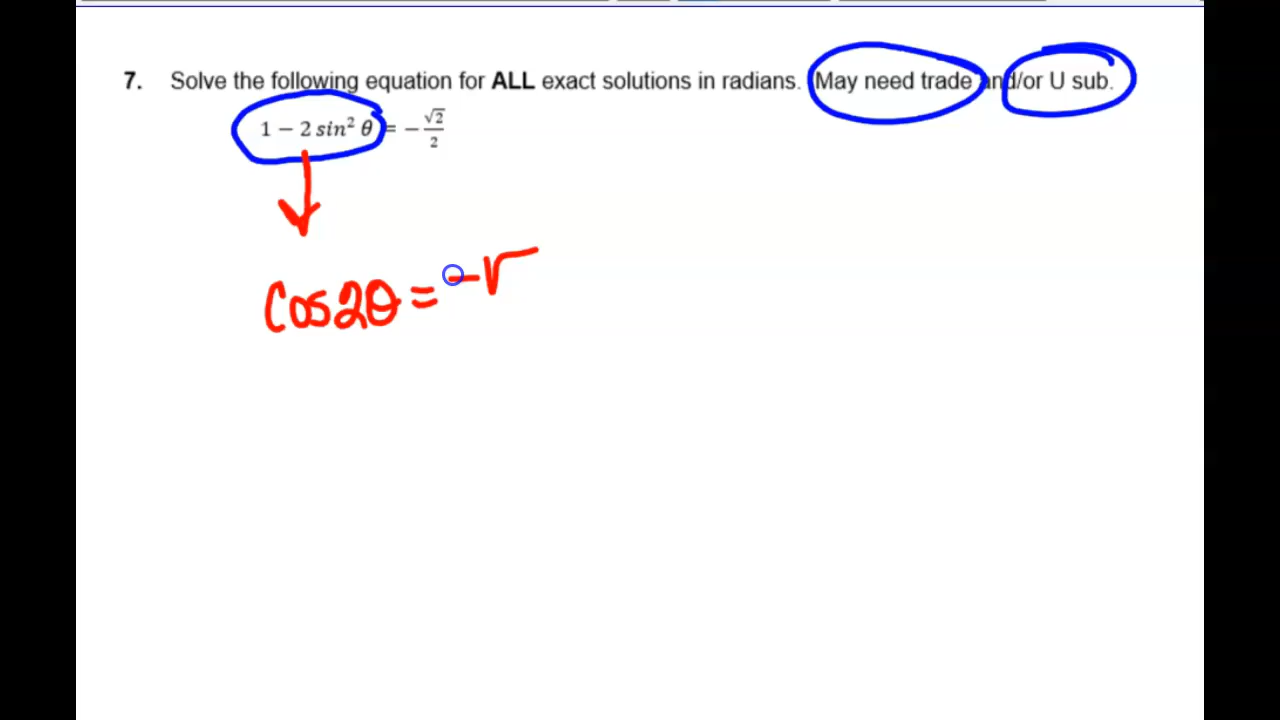 7. Solve the following equation for ALL exact solutions in radians. May need trade and/or U sub.
1 − 2 sin² θ = − √2/2
cos2θ = −√